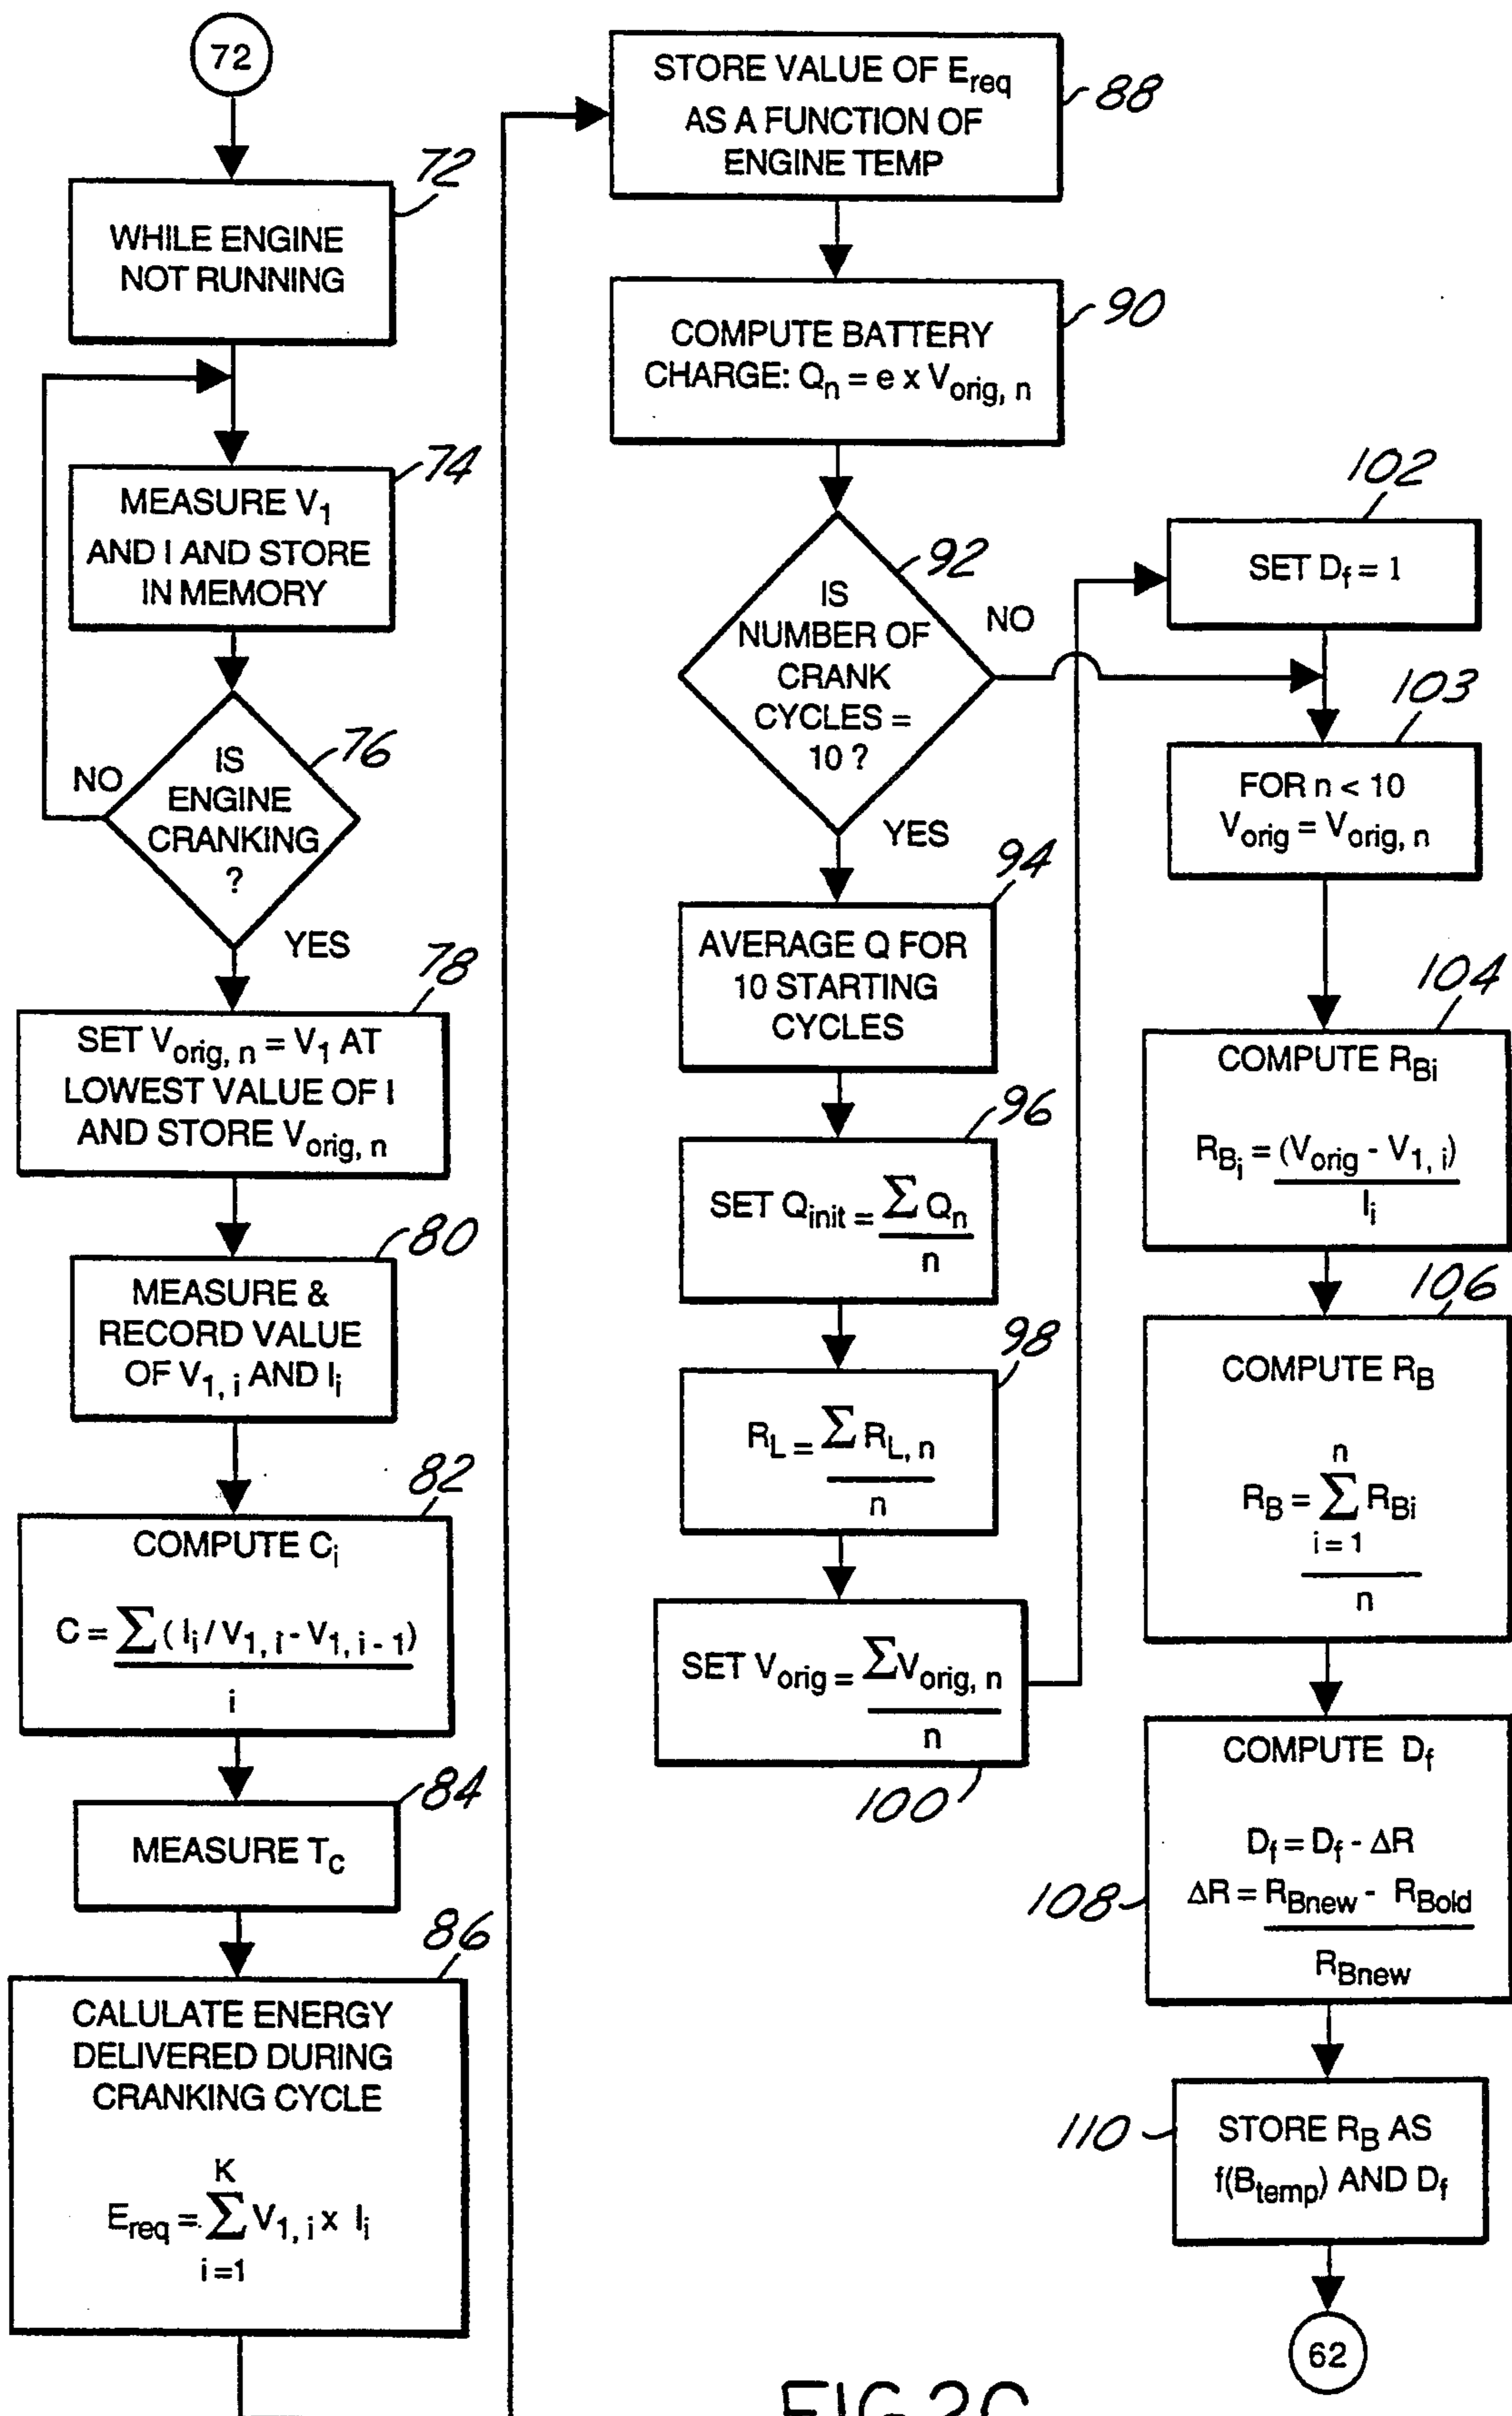 72
72
WHILE ENGINE
NOT RUNNING
74
MEASURE V1
AND I AND STORE
IN MEMORY
76
IS
ENGINE
CRANKING
?
NO
YES
78
SET Vorig, n = V1 AT
LOWEST VALUE OF I
AND STORE Vorig, n
80
MEASURE &
RECORD VALUE
OF V1, i AND Ii
82
COMPUTE Ci
C = Σ ( Ii / V1, i - V1, i - 1)
i
84
MEASURE Tc
86
CALULATE ENERGY
DELIVERED DURING
CRANKING CYCLE
K
Ereq = Σ V1, i x Ii
i =1
88
STORE VALUE OF Ereq
AS A FUNCTION OF
ENGINE TEMP
90
COMPUTE BATTERY
CHARGE: Qn = e x Vorig, n
92
IS
NUMBER OF
CRANK
CYCLES =
10 ?
NO
YES
94
AVERAGE Q FOR
10 STARTING
CYCLES
96
SET Qinit = Σ Qn
n
98
RL = Σ RL, n
n
SET Vorig = ΣVorig, n
n
100
102
SET Df = 1
103
FOR n < 10
Vorig = Vorig, n
104
COMPUTE RBi
RBi = (Vorig - V1, i)
Ii
106
COMPUTE RB
n
RB = Σ RBi
i = 1
n
COMPUTE Df
Df = Df - ΔR
108
ΔR = RBnew - RBold
RBnew
110
STORE RB AS
f(Btemp) AND Df
62
FIG.2C